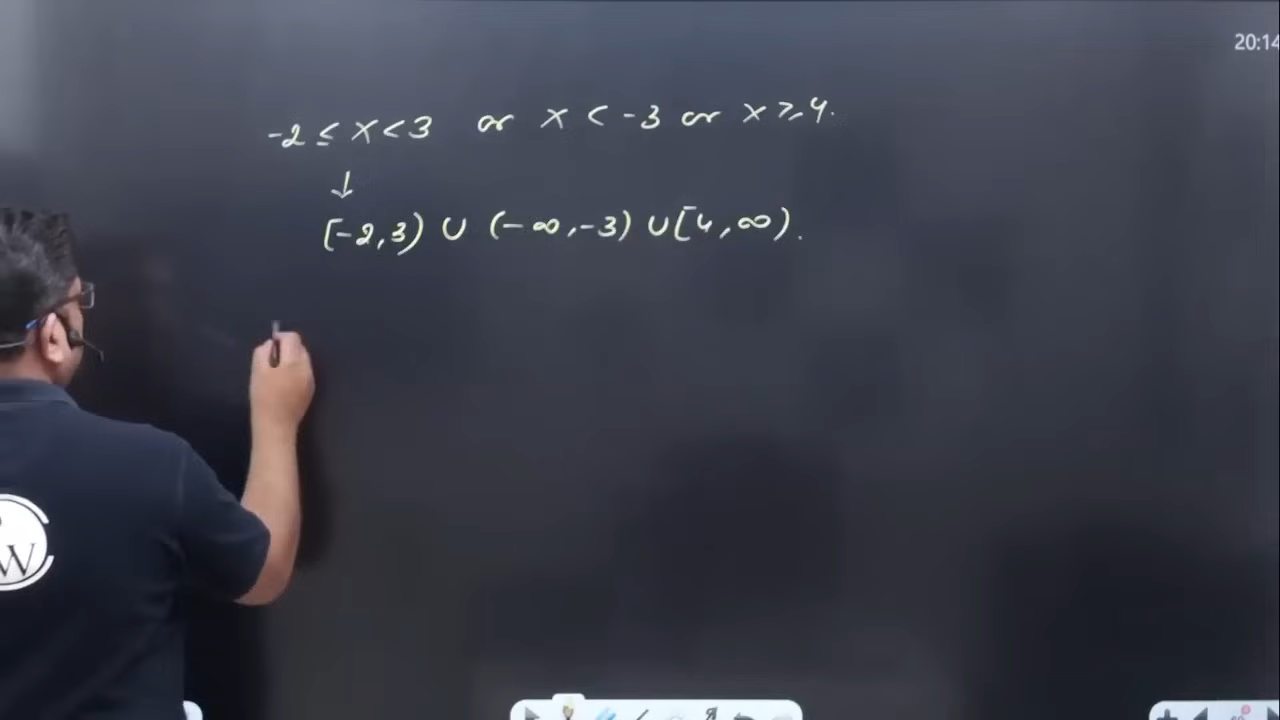 20:14
-2 ≤ x < 3 or x < -3 or x ≥ 4.
↓
[-2,3) ∪ (-∞,-3) ∪ [4,∞).
W